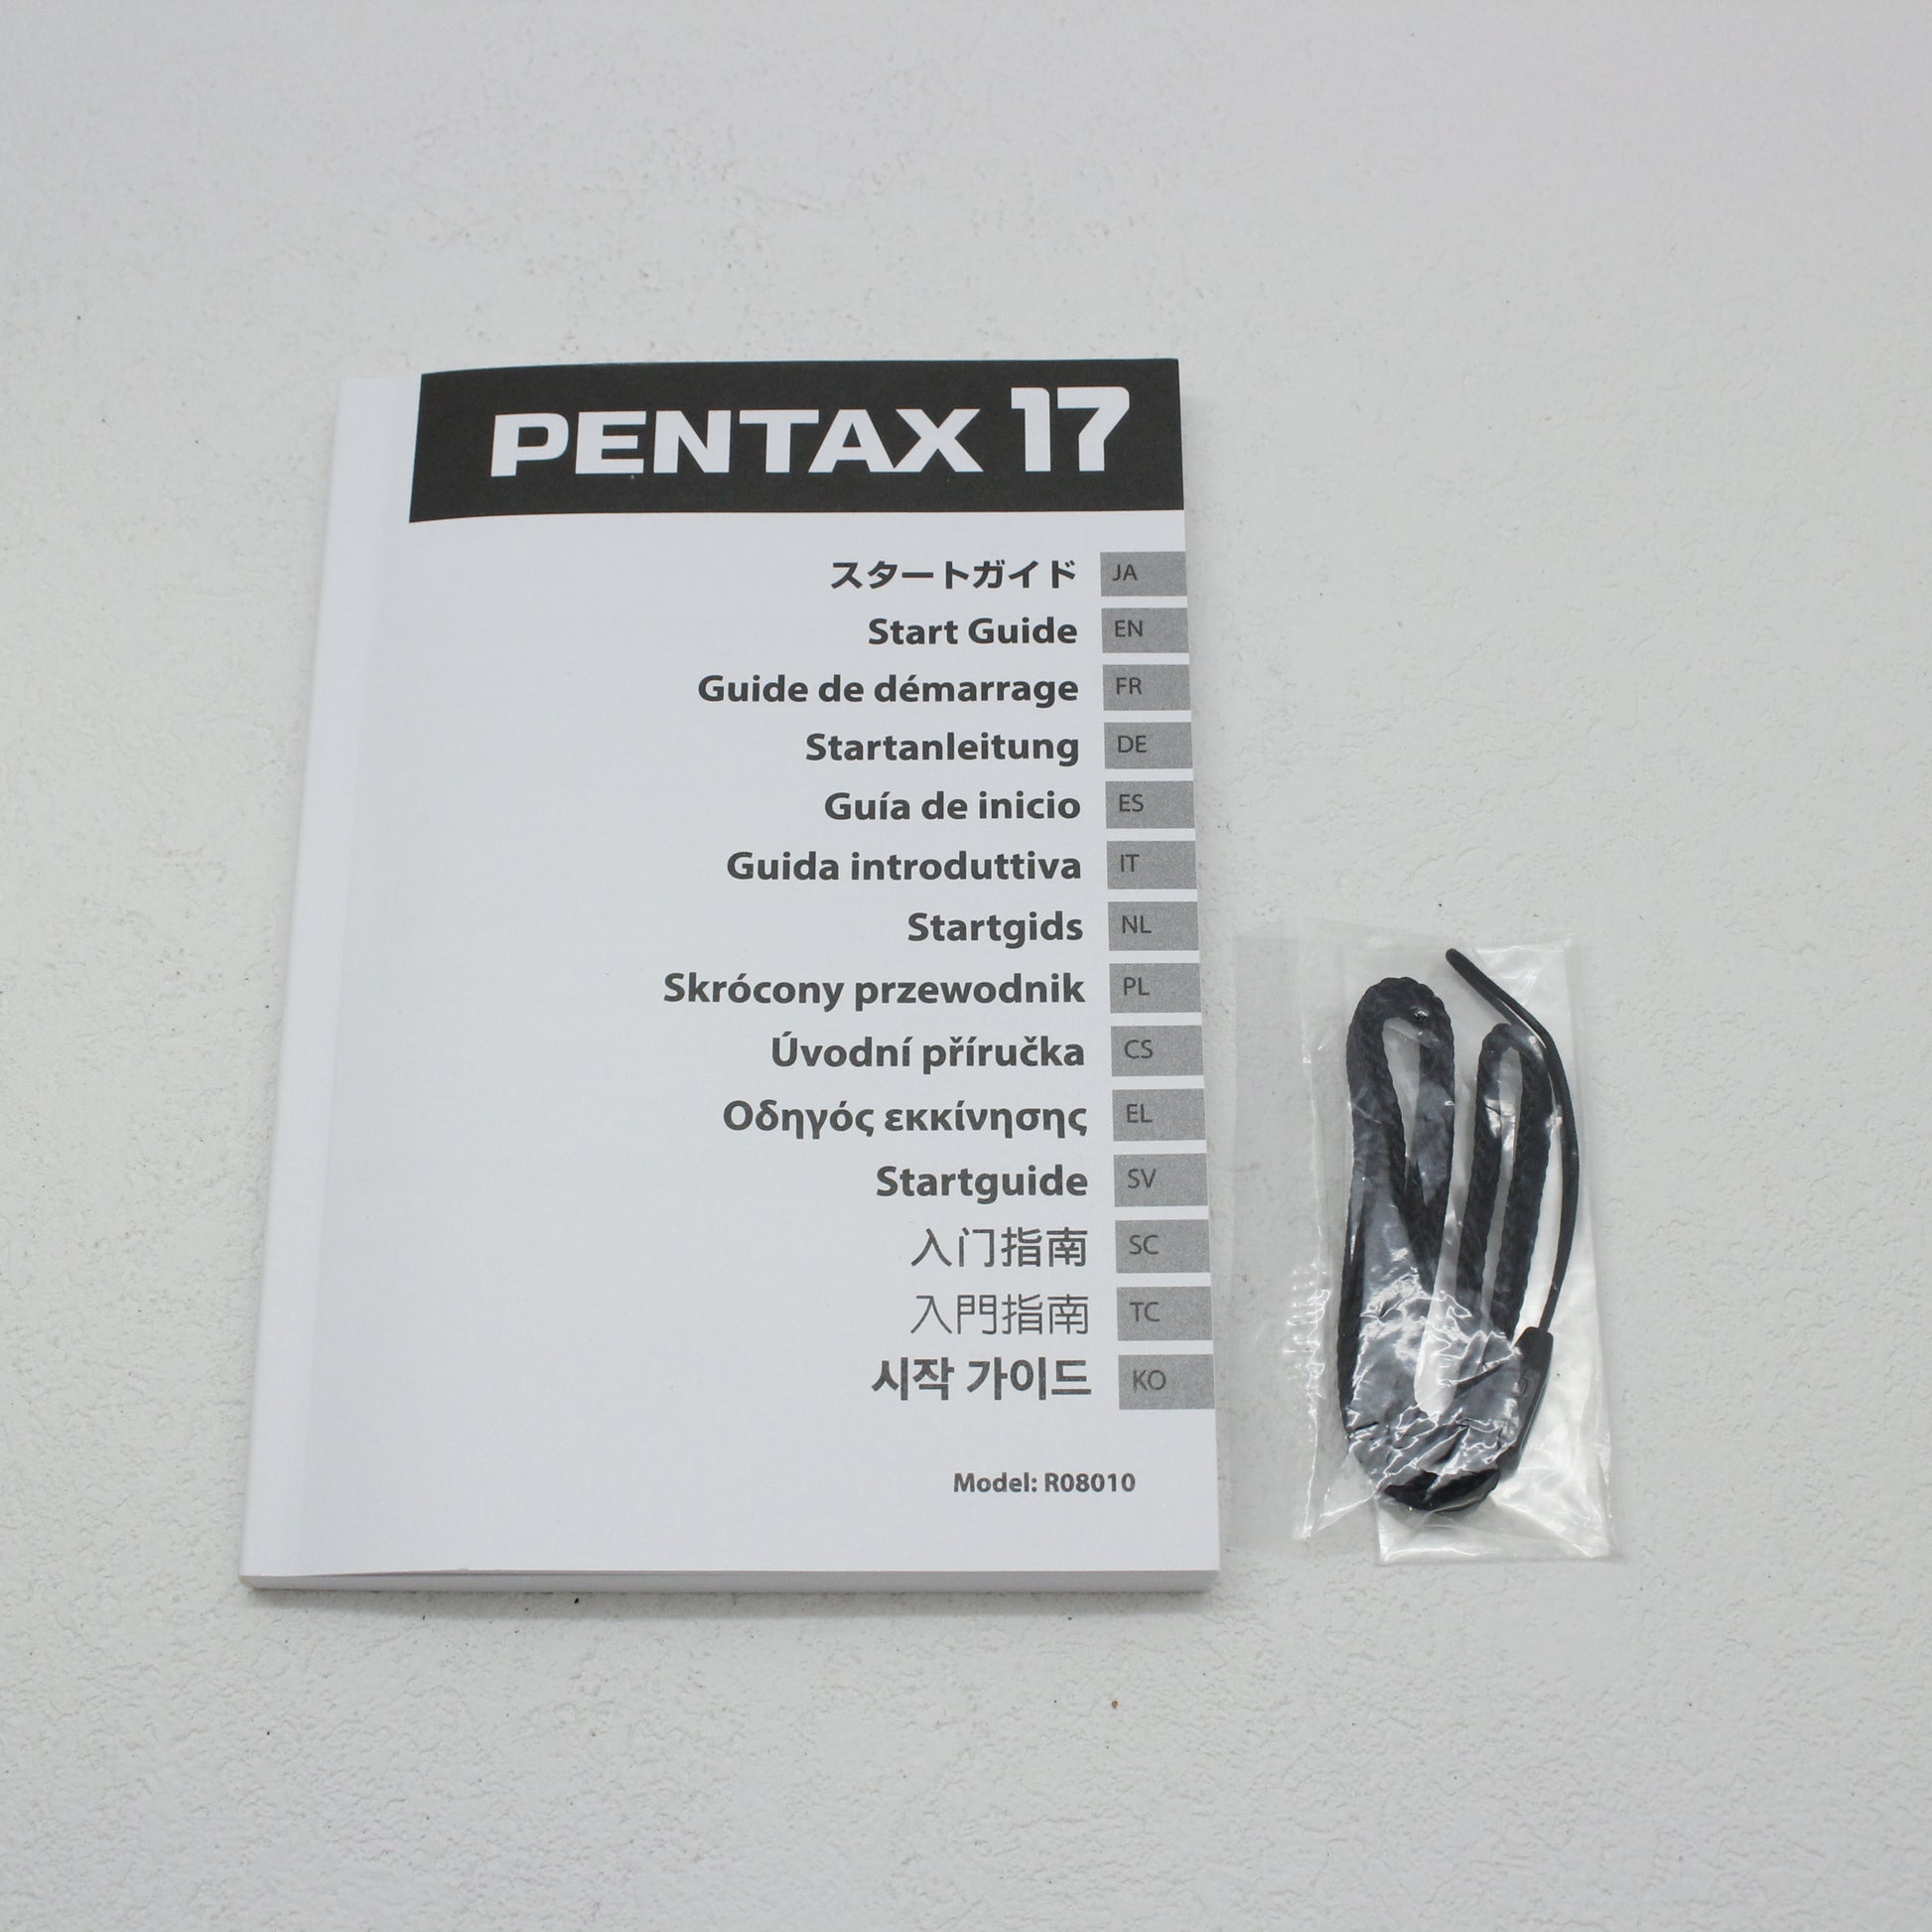 PENTAX 17
スタートガイド JA
Start Guide EN
Guide de démarrage FR
Startanleitung DE
Guía de inicio ES
Guida introduttiva IT
Startgids NL
Skrócony przewodnik PL
Úvodní příručka CS
Οδηγός εκκίνησης EL
Startguide SV
入门指南 SC
入門指南 TC
시작 가이드 KO
Model: R08010